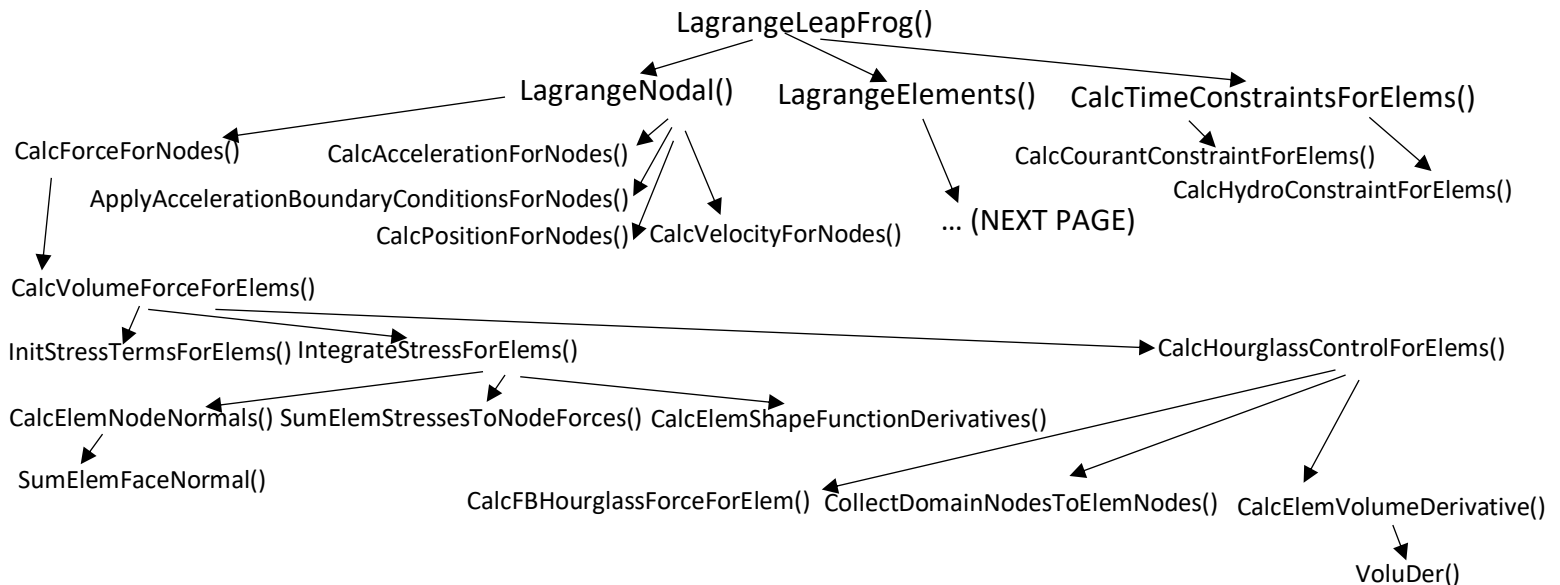 LagrangeLeapFrog()
LagrangeNodal() LagrangeElements() CalcTimeConstraintsForElems()
CalcForceForNodes() CalcAccelerationForNodes() CalcCourantConstraintForElems()
ApplyAccelerationBoundaryConditionsForNodes() CalcHydroConstraintForElems()
CalcPositionForNodes() CalcVelocityForNodes() ... (NEXT PAGE)
CalcVolumeForceForElems()
InitStressTermsForElems() IntegrateStressForElems() CalcHourglassControlForElems()
CalcElemNodeNormals() SumElemStressesToNodeForces() CalcElemShapeFunctionDerivatives()
SumElemFaceNormal()
CalcFBHourglassForceForElem() CollectDomainNodesToElemNodes() CalcElemVolumeDerivative()
VoluDer()